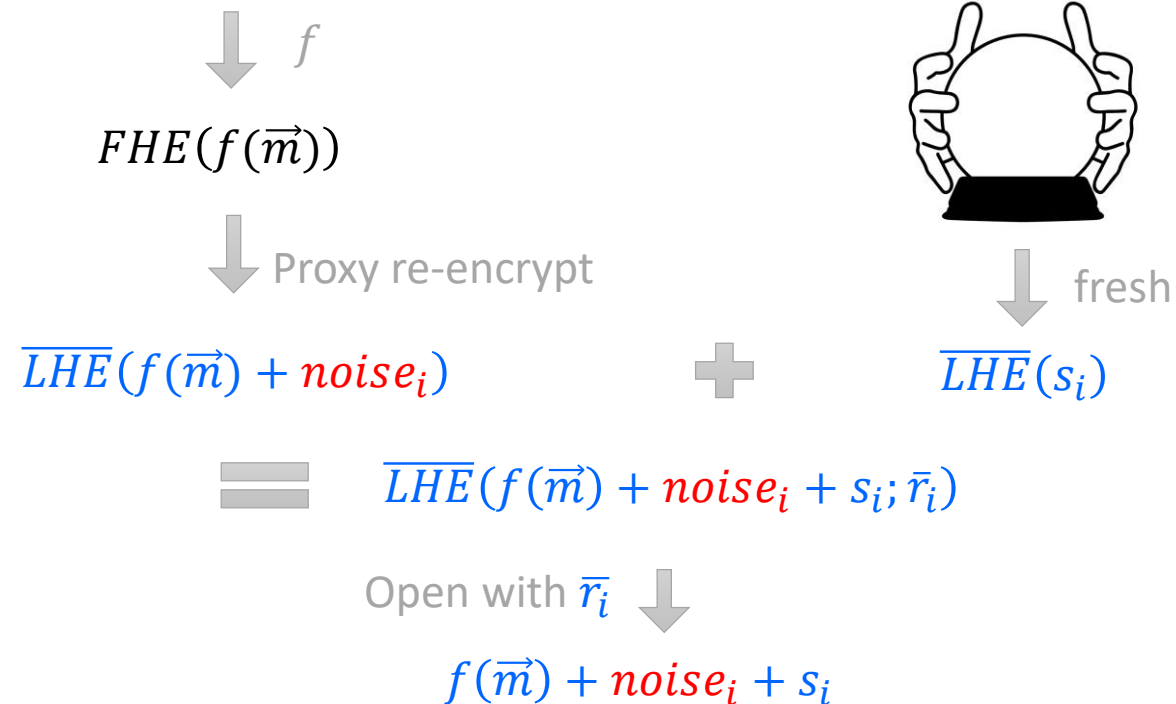 f
FHE(f(m⃗))
Proxy re-encrypt
fresh
L̅H̅E̅(f(m⃗) + noiseᵢ)
L̅H̅E̅(sᵢ)
L̅H̅E̅(f(m⃗) + noiseᵢ + sᵢ; r̄ᵢ)
Open with r̄ᵢ
f(m⃗) + noiseᵢ + sᵢ